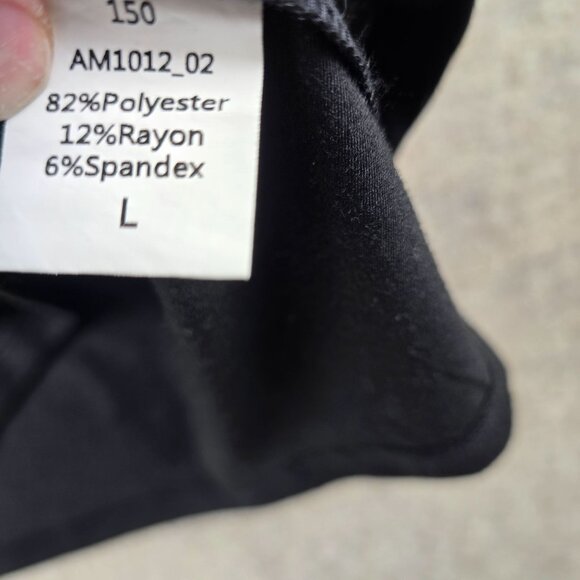 150
AM1012_02
82%Polyester
12%Rayon
6%Spandex
L